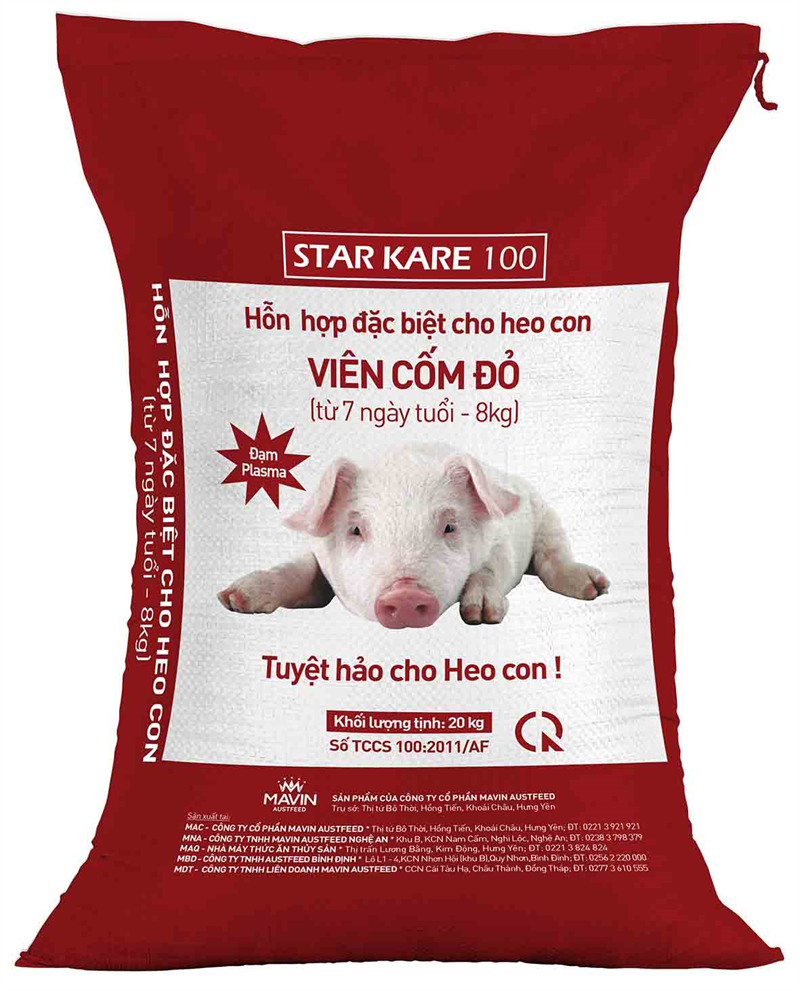 STAR KARE 100
Hỗn hợp đặc biệt cho heo con
VIÊN CỐM ĐỎ
(từ 7 ngày tuổi - 8kg)
Đạm
Plasma
Tuyệt hảo cho Heo con !
Khối lượng tịnh: 20 kg
Số TCCS 100:2011/AF
CR
HỖN HỢP ĐẶC BIỆT CHO HEO CON
(từ 7 ngày tuổi - 8kg)
MAVIN
AUSTFEED
SẢN PHẨM CỦA CÔNG TY CỔ PHẦN MAVIN AUSTFEED
Trụ sở: Thị tứ Bô Thời, Hồng Tiến, Khoái Châu, Hưng Yên
Sản xuất tại:
MAC - CÔNG TY CỔ PHẦN MAVIN AUSTFEED * Thị tứ Bô Thời, Hồng Tiến, Khoái Châu, Hưng Yên; ĐT: 0221 3 921 921
MNA - CÔNG TY TNHH MAVIN AUSTFEED NGHỆ AN * Khu B, KCN Nam Cấm, Nghi Lộc, Nghệ An; ĐT: 0238 3 798 379
MAQ - NHÀ MÁY THỨC ĂN THỦY SẢN * Thị trấn Lương Bằng, Kim Động, Hưng Yên; ĐT: 0221 3 824 824
MBD - CÔNG TY TNHH AUSTFEED BÌNH ĐỊNH * Lô L1 - 4,KCN Nhơn Hội (khu B),Quy Nhơn,Bình Định; ĐT: 0256 2 220 000
MDT - CÔNG TY TNHH LIÊN DOANH MAVIN AUSTFEED * CCN Cái Tàu Hạ, Châu Thành, Đồng Tháp; ĐT: 0277 3 610 555